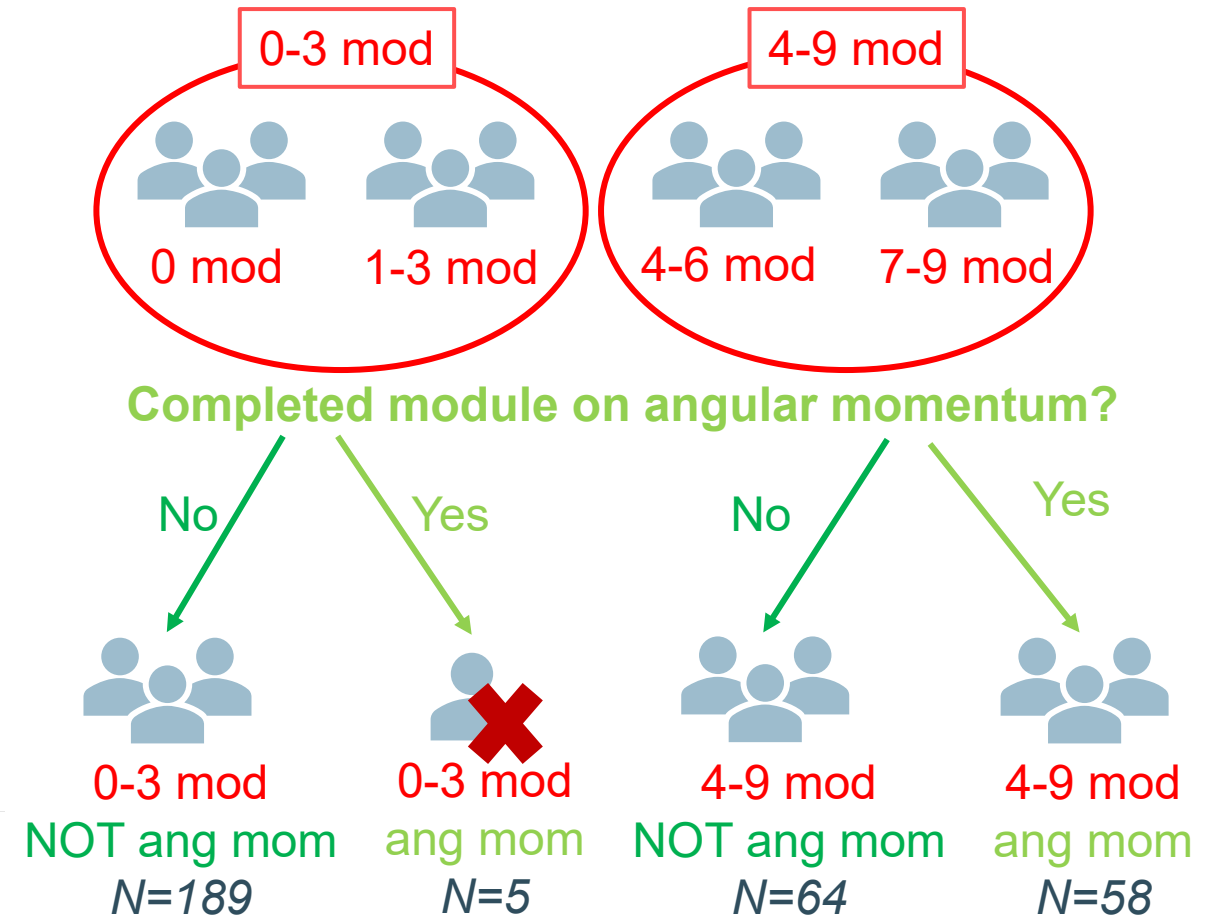 0-3 mod
4-9 mod
0 mod
1-3 mod
4-6 mod
7-9 mod
Completed module on angular momentum?
No
Yes
No
Yes
0-3 mod
NOT ang mom
N=189
0-3 mod
ang mom
N=5
4-9 mod
NOT ang mom
N=64
4-9 mod
ang mom
N=58